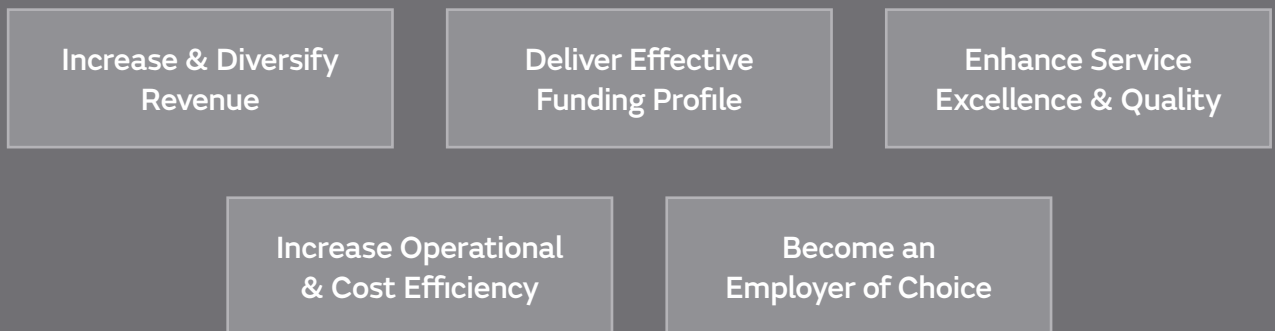 Increase & Diversify
Revenue
Deliver Effective
Funding Profile
Enhance Service
Excellence & Quality
Increase Operational
& Cost Efficiency
Become an
Employer of Choice